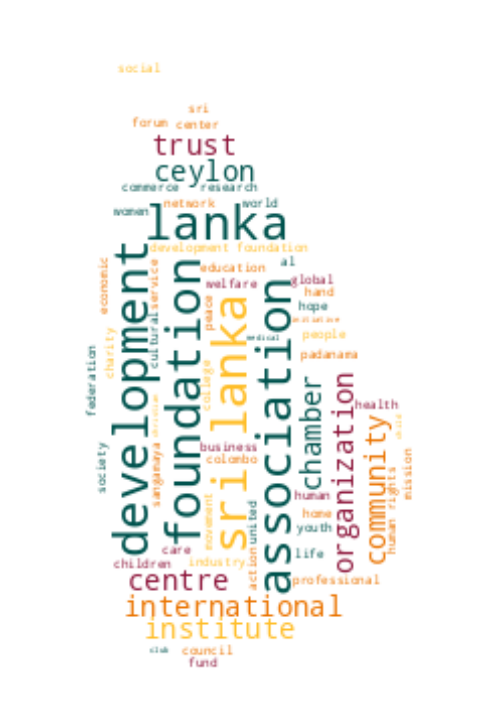 social
sri
forum center
trust
ceylon
commerce research
network world
women
lanka
development foundation
al
education
economic
service
cultural
welfare
global
hand
peace
hope
initiative
development
foundation
sri lanka
association
medical
people
charity
padanama
federation
college
chamber
organization
health
christian
child
community
business
colombo
society
sangamaya
mission
human rights
human
movement
united
home
youth
care
life
children
industry
action
professional
centre
international
institute
club council
fund